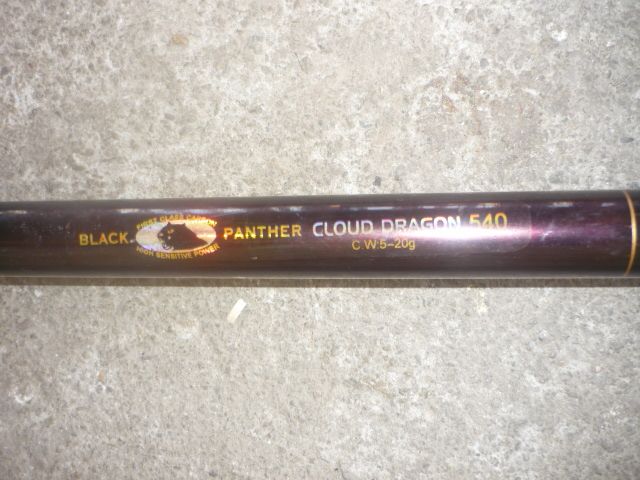 BLACK PANTHER CLOUD DRAGON 540
FIRST CLASS CARBON
HIGH SENSITIVE POWER
C.W:5-20g